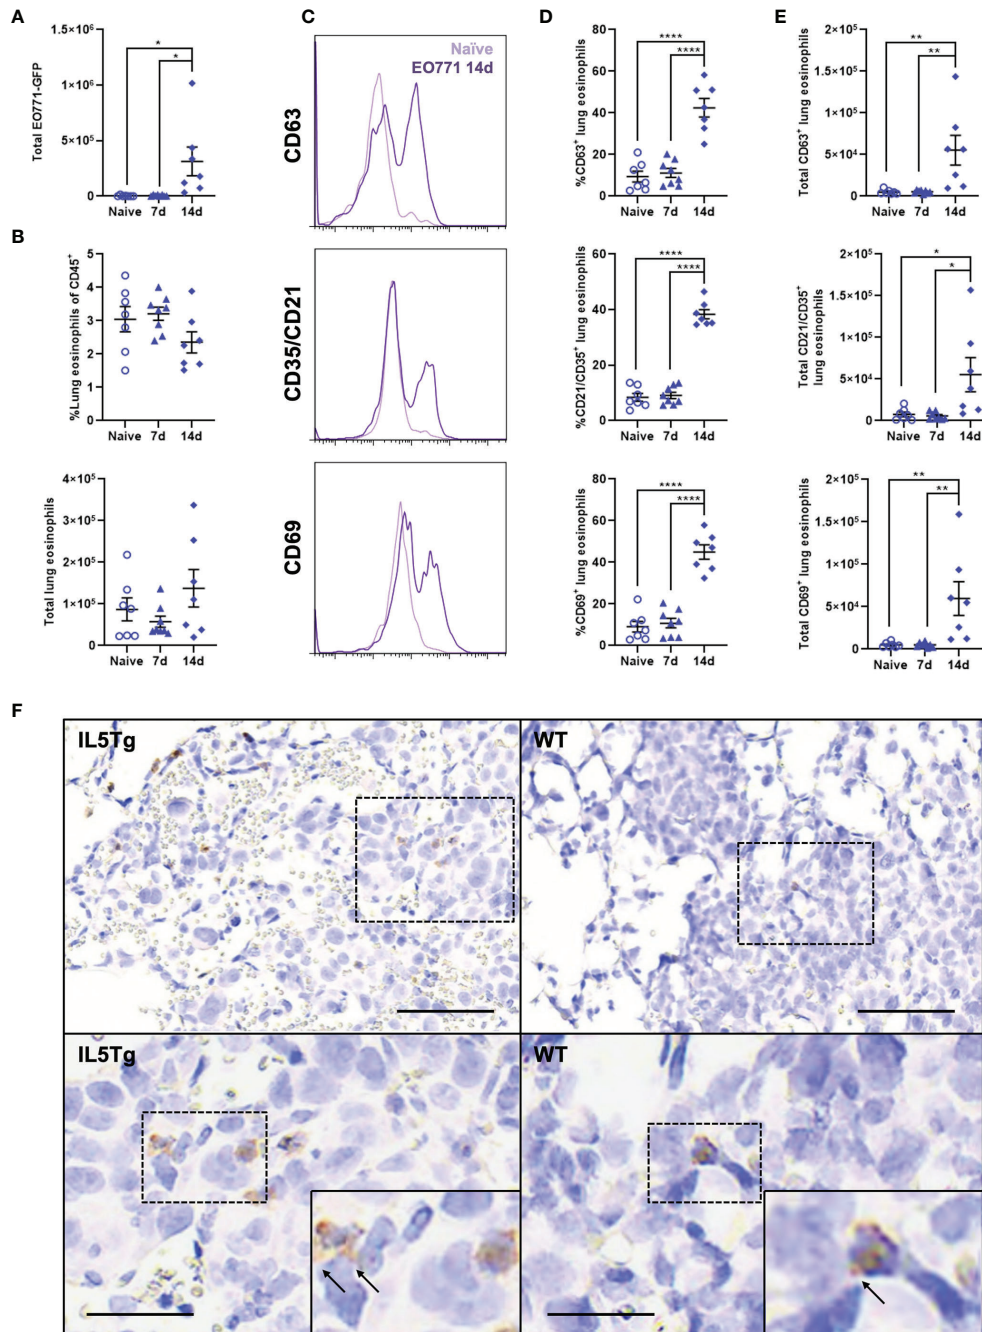 A
Total EO771-GFP
1.5×10⁶
1×10⁶
5×10⁵
0
*
*
Naive 7d 14d
B
%Lung eosinophils of CD45⁺
5
4
3
2
1
0
Naive 7d 14d
Total lung eosinophils
4×10⁵
3×10⁵
2×10⁵
1×10⁵
0
Naive 7d 14d
C
Naïve
EO771 14d
CD63
CD35/CD21
CD69
D
%CD63⁺ lung eosinophils
80
60
40
20
0
****
****
Naive 7d 14d
%CD21/CD35⁺ lung eosinophils
60
40
20
0
****
****
Naive 7d 14d
%CD69⁺ lung eosinophils
80
60
40
20
0
****
****
Naive 7d 14d
E
Total CD63⁺ lung eosinophils
2×10⁵
1.5×10⁵
1×10⁵
5×10⁴
0
**
**
Naive 7d 14d
Total CD21/CD35⁺
lung eosinophils
2×10⁵
1.5×10⁵
1×10⁵
5×10⁴
0
*
*
Naive 7d 14d
Total CD69⁺ lung eosinophils
2×10⁵
1.5×10⁵
1×10⁵
5×10⁴
0
**
**
Naive 7d 14d
F
IL5Tg
WT
IL5Tg
WT